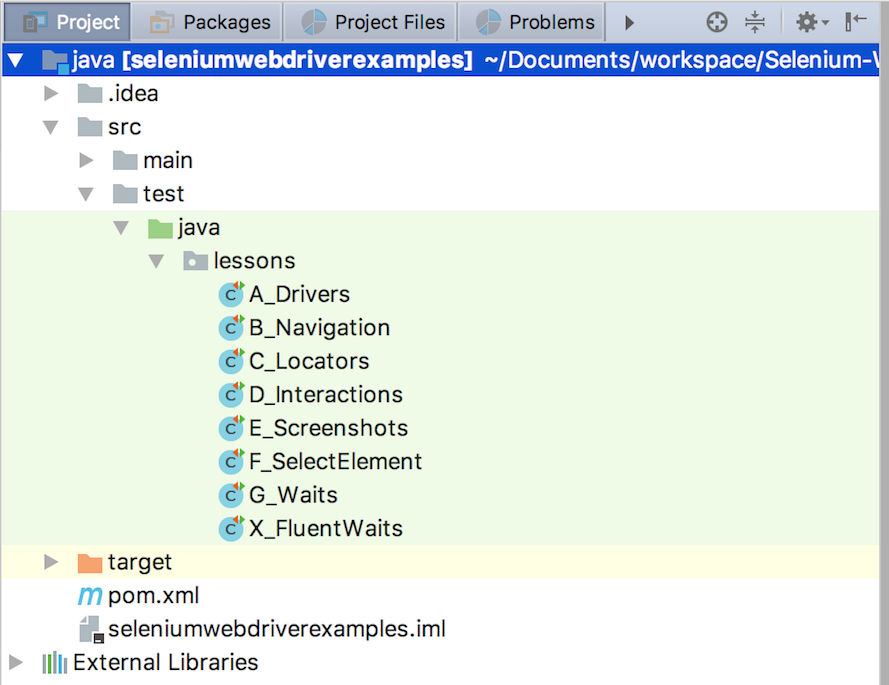 Project Packages Project Files Problems
java [seleniumwebdriverexamples] ~/Documents/workspace/Selenium-
.idea
src
main
test
java
lessons
C A_Drivers
C B_Navigation
C C_Locators
C D_Interactions
C E_Screenshots
C F_SelectElement
C G_Waits
C X_FluentWaits
target
m pom.xml
seleniumwebdriverexamples.iml
External Libraries